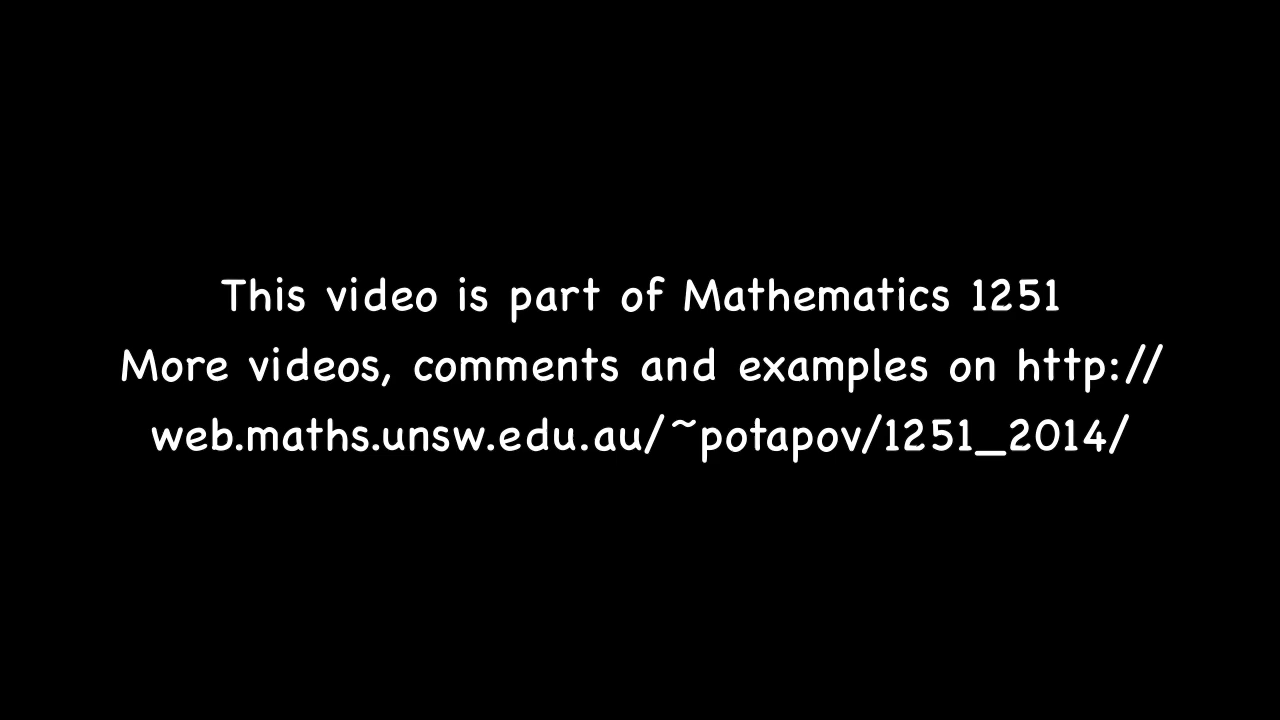 This video is part of Mathematics 1251
More videos, comments and examples on http://
web.maths.unsw.edu.au/~potapov/1251_2014/